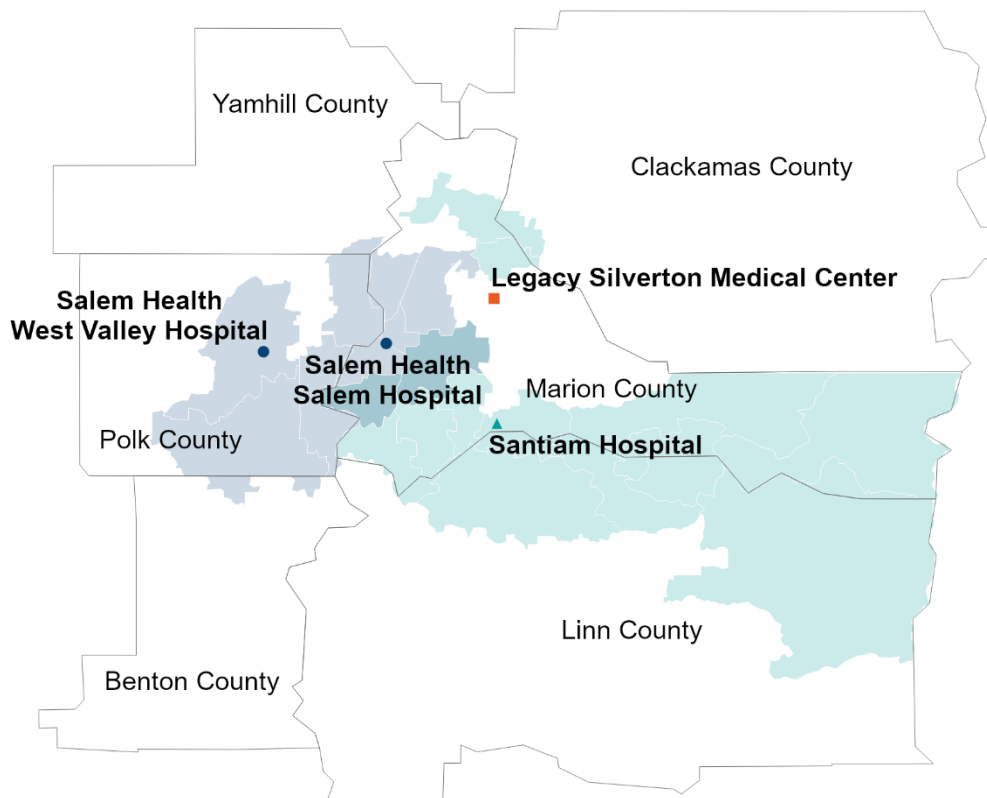 Yamhill County
Clackamas County
Legacy Silverton Medical Center
Salem Health
West Valley Hospital
Salem Health
Salem Hospital
Marion County
Polk County
Santiam Hospital
Linn County
Benton County